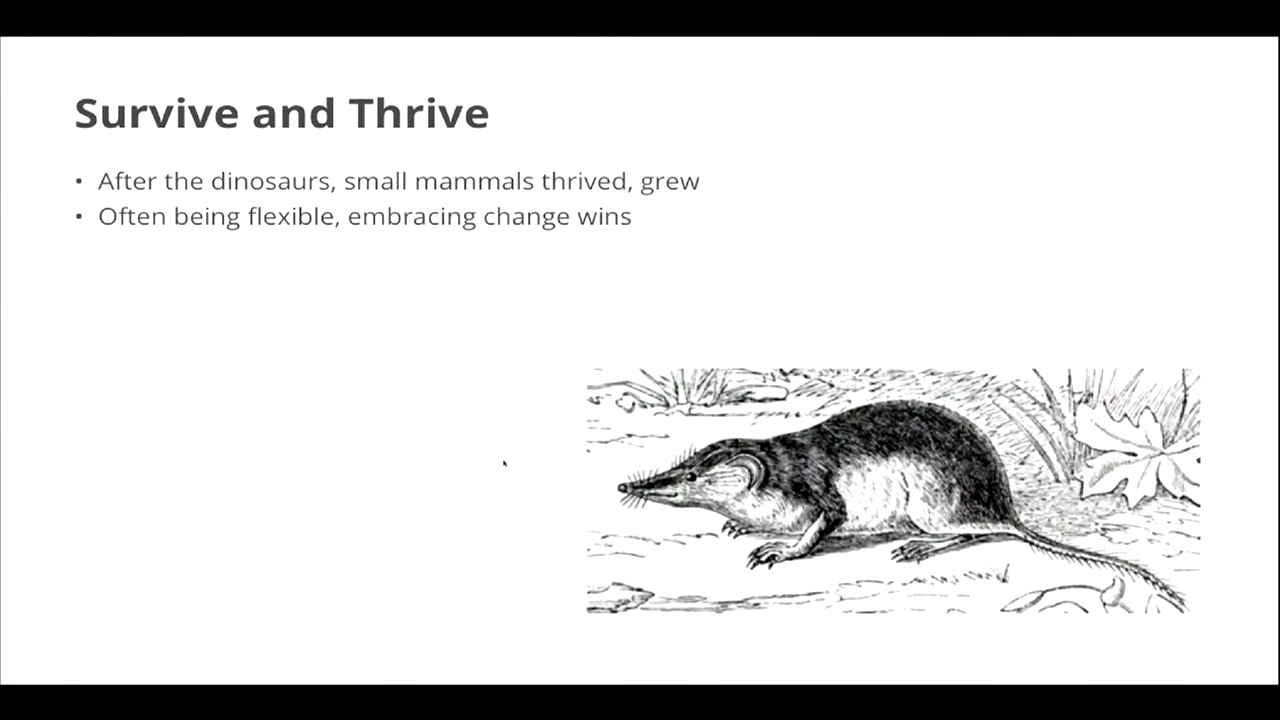 Survive and Thrive
• After the dinosaurs, small mammals thrived, grew
• Often being flexible, embracing change wins